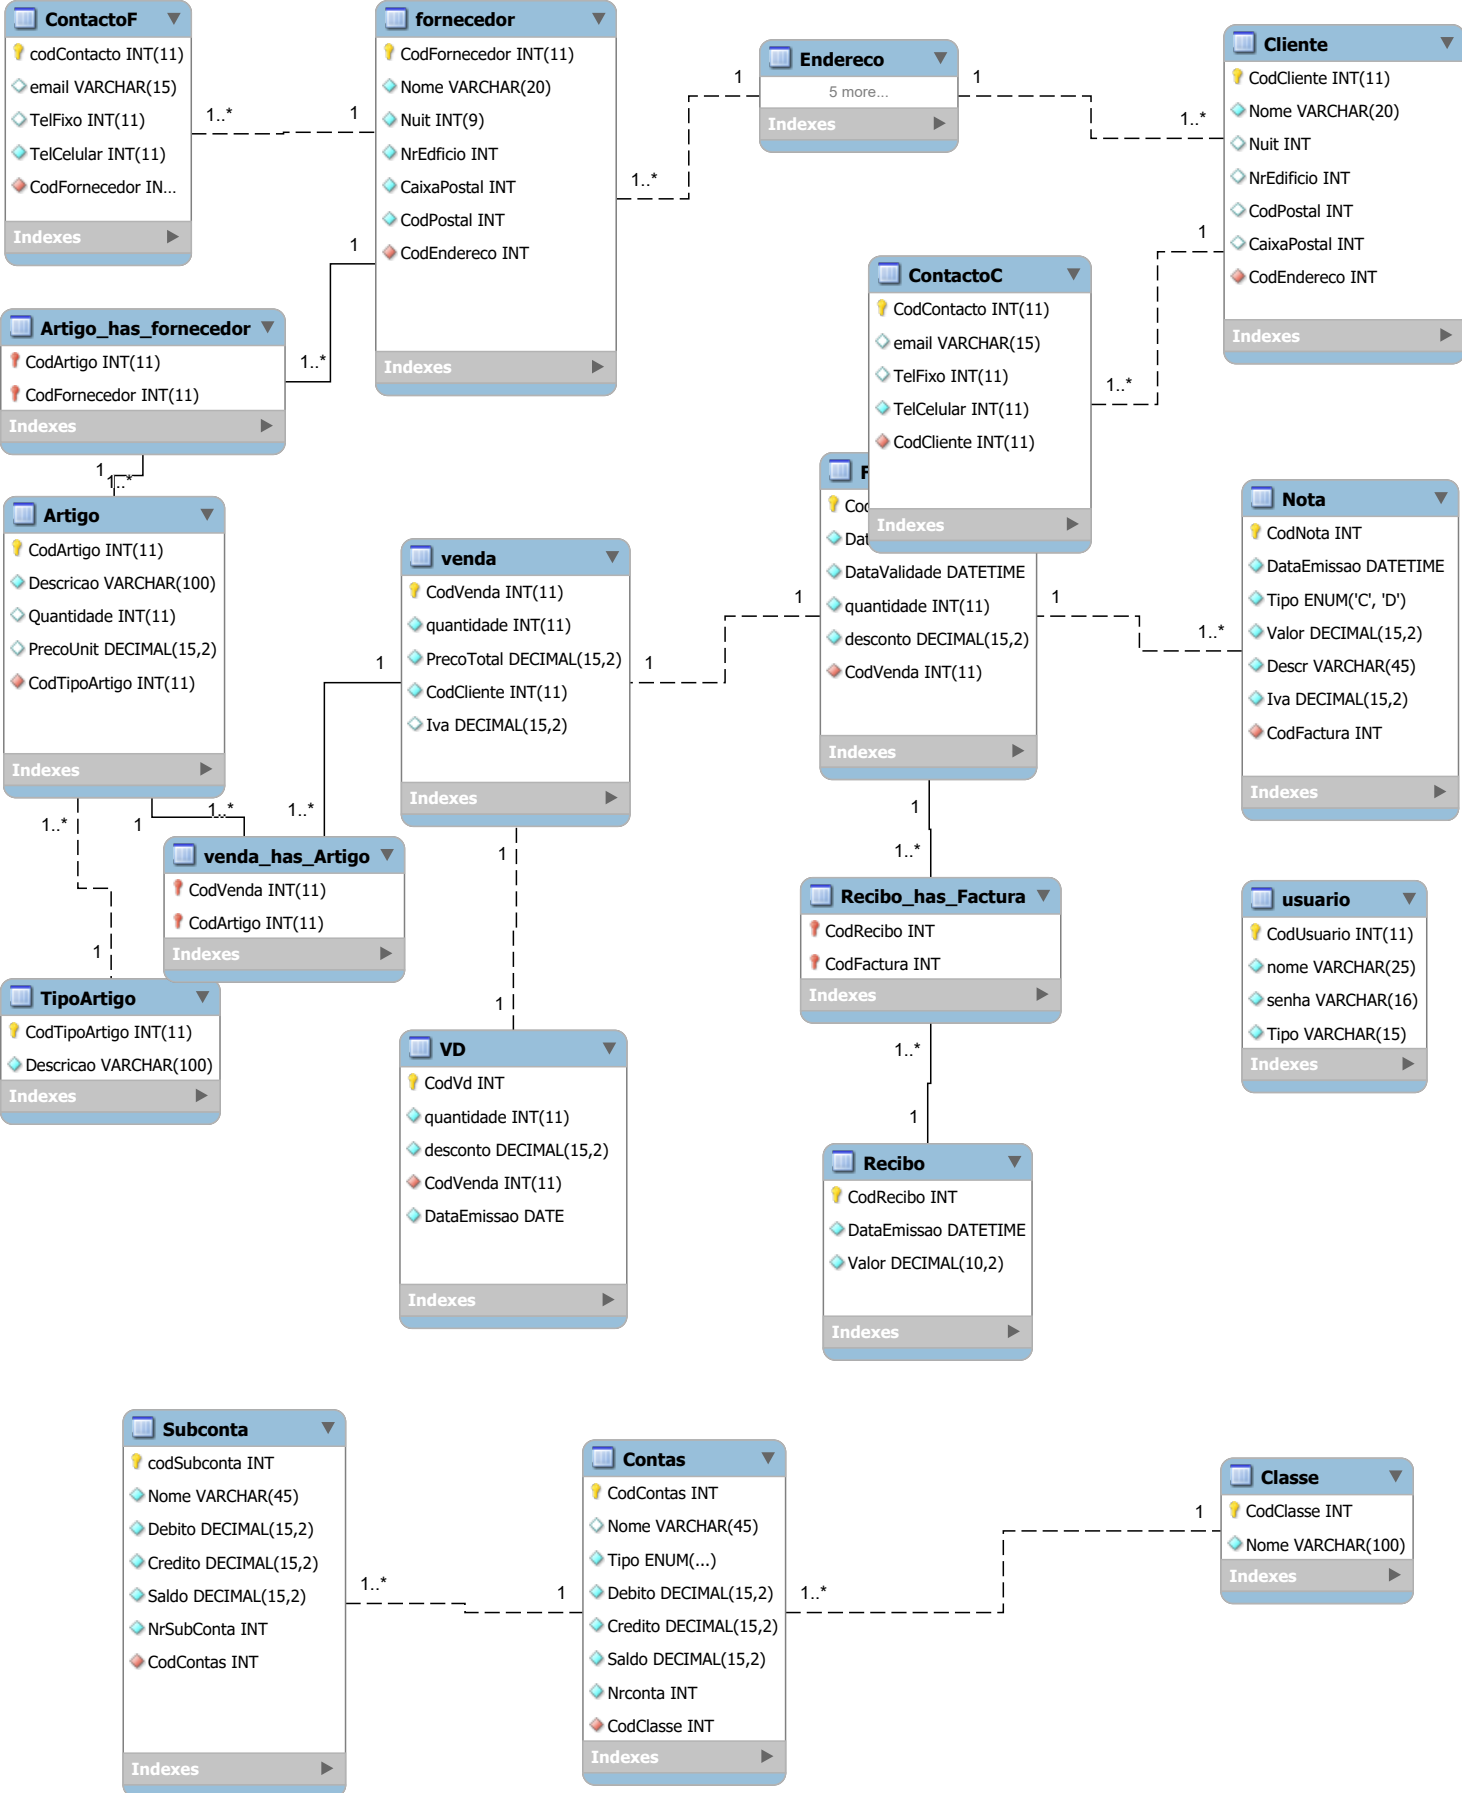 ContactoF
codContacto INT(11)
email VARCHAR(15)
TelFixo INT(11)
TelCelular INT(11)
CodFornecedor IN...
Indexes
1..*
1
fornecedor
CodFornecedor INT(11)
Nome VARCHAR(20)
Nuit INT(9)
NrEdficio INT
CaixaPostal INT
CodPostal INT
CodEndereco INT
Indexes
1
1..*
1..*
1
Endereco
5 more...
Indexes
1
1..*
Cliente
CodCliente INT(11)
Nome VARCHAR(20)
Nuit INT
NrEdificio INT
CodPostal INT
CaixaPostal INT
CodEndereco INT
Indexes
1
1..*
ContactoC
CodContacto INT(11)
email VARCHAR(15)
TelFixo INT(11)
TelCelular INT(11)
CodCliente INT(11)
Indexes
Artigo_has_fornecedor
CodArtigo INT(11)
CodFornecedor INT(11)
Indexes
1
1..*
Artigo
CodArtigo INT(11)
Descricao VARCHAR(100)
Quantidade INT(11)
PrecoUnit DECIMAL(15,2)
CodTipoArtigo INT(11)
Indexes
1..*
1
1..*
1
venda
CodVenda INT(11)
quantidade INT(11)
PrecoTotal DECIMAL(15,2)
CodCliente INT(11)
Iva DECIMAL(15,2)
Indexes
1
1..*
1
1
1
1
F
Coc
Dat
DataValidade DATETIME
quantidade INT(11)
desconto DECIMAL(15,2)
CodVenda INT(11)
Indexes
1
1..*
1
1..*
Nota
CodNota INT
DataEmissao DATETIME
Tipo ENUM('C', 'D')
Valor DECIMAL(15,2)
Descr VARCHAR(45)
Iva DECIMAL(15,2)
CodFactura INT
Indexes
venda_has_Artigo
CodVenda INT(11)
CodArtigo INT(11)
Indexes
TipoArtigo
CodTipoArtigo INT(11)
Descricao VARCHAR(100)
Indexes
VD
CodVd INT
quantidade INT(11)
desconto DECIMAL(15,2)
CodVenda INT(11)
DataEmissao DATE
Indexes
Recibo_has_Factura
CodRecibo INT
CodFactura INT
Indexes
1..*
1
Recibo
CodRecibo INT
DataEmissao DATETIME
Valor DECIMAL(10,2)
Indexes
usuario
CodUsuario INT(11)
nome VARCHAR(25)
senha VARCHAR(16)
Tipo VARCHAR(15)
Indexes
Subconta
codSubconta INT
Nome VARCHAR(45)
Debito DECIMAL(15,2)
Credito DECIMAL(15,2)
Saldo DECIMAL(15,2)
NrSubConta INT
CodContas INT
Indexes
1..*
1
Contas
CodContas INT
Nome VARCHAR(45)
Tipo ENUM(...)
Debito DECIMAL(15,2)
Credito DECIMAL(15,2)
Saldo DECIMAL(15,2)
Nrconta INT
CodClasse INT
Indexes
1..*
1
Classe
CodClasse INT
Nome VARCHAR(100)
Indexes